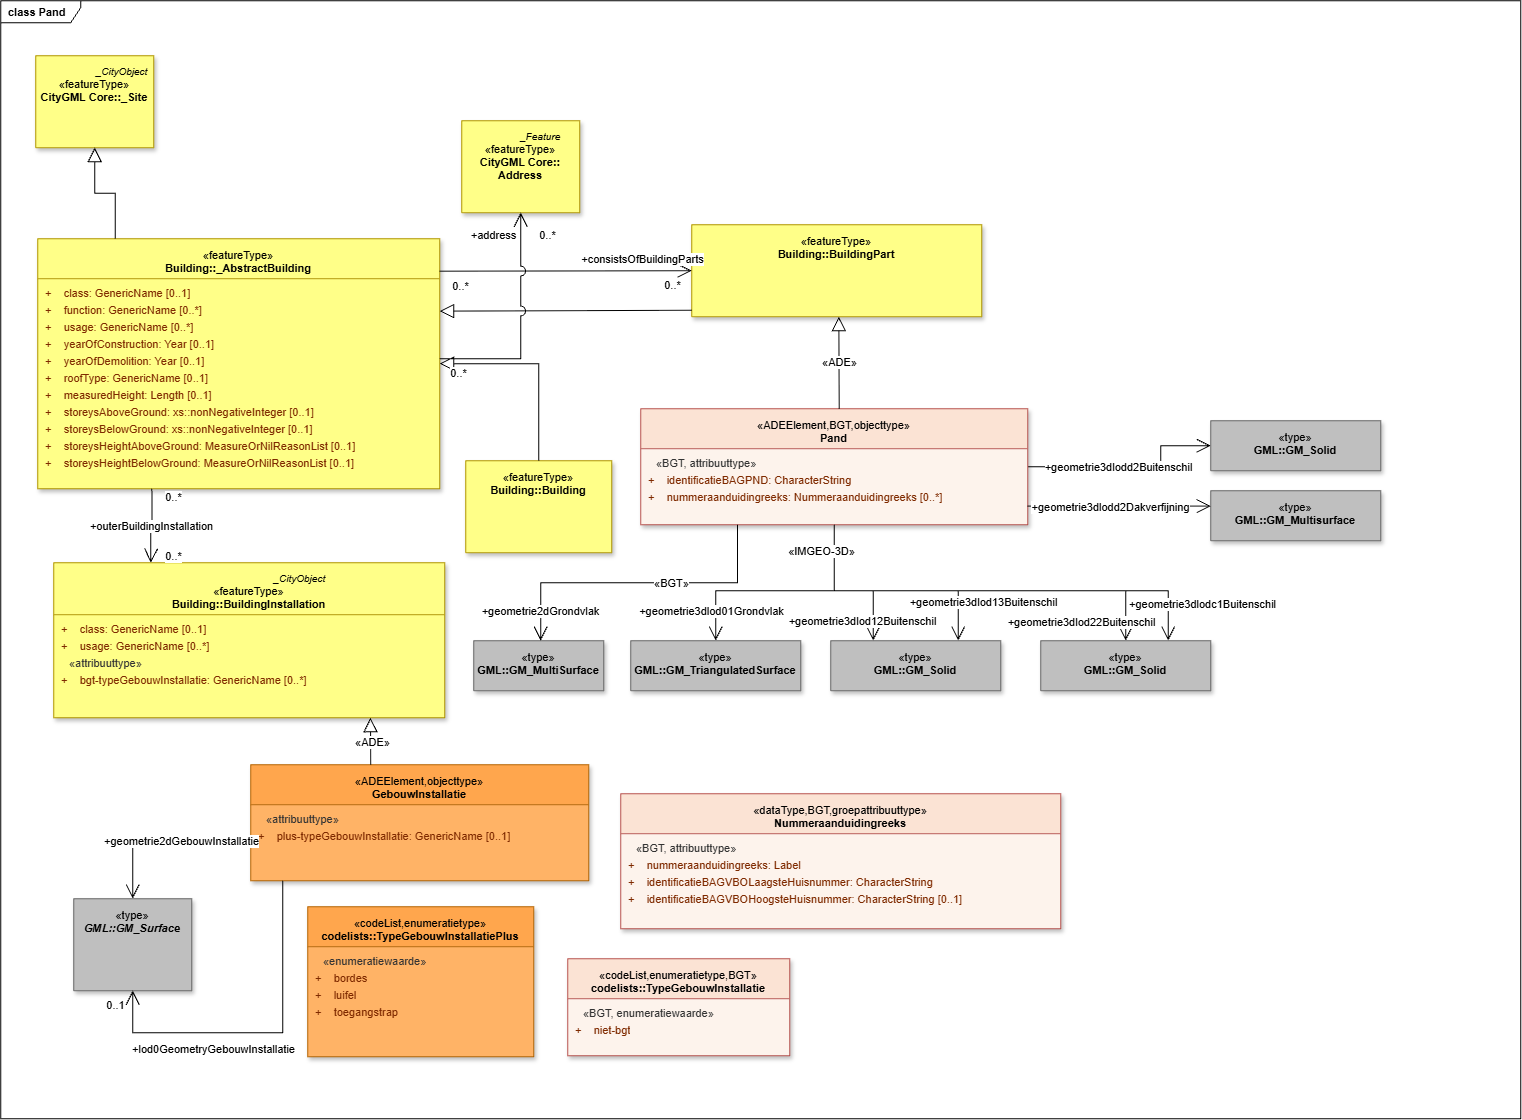 class Pand
_CityObject
«featureType»
CityGML Core::_Site
_Feature
«featureType»
CityGML Core::
Address
+address
0..*
«featureType»
Building::_AbstractBuilding
+ class: GenericName [0..1]
+ function: GenericName [0..*]
+ usage: GenericName [0..*]
+ yearOfConstruction: Year [0..1]
+ yearOfDemolition: Year [0..1]
+ roofType: GenericName [0..1]
+ measuredHeight: Length [0..1]
+ storeysAboveGround: xs::nonNegativeInteger [0..1]
+ storeysBelowGround: xs::nonNegativeInteger [0..1]
+ storeysHeightAboveGround: MeasureOrNilReasonList [0..1]
+ storeysHeightBelowGround: MeasureOrNilReasonList [0..1]
+consistsOfBuildingParts
0..*
0..*
0..*
«featureType»
Building::BuildingPart
«ADE»
«featureType»
Building::Building
«ADEElement,BGT,objecttype»
Pand
«BGT, attribuuttype»
+ identificatieBAGPND: CharacterString
+ nummeraanduidingreeks: Nummeraanduidingreeks [0..*]
+geometrie3dlodd2Buitenschil
«type»
GML::GM_Solid
+geometrie3dlodd2Dakverfijning
«type»
GML::GM_Multisurface
0..*
+outerBuildingInstallation
0..*
«IMGEO-3D»
«BGT»
+geometrie2dGrondvlak
+geometrie3dlod01Grondvlak
+geometrie3dlod12Buitenschil
+geometrie3dlod13Buitenschil
+geometrie3dlod22Buitenschil
+geometrie3dlodc1Buitenschil
«type»
GML::GM_MultiSurface
«type»
GML::GM_TriangulatedSurface
«type»
GML::GM_Solid
«type»
GML::GM_Solid
_CityObject
«featureType»
Building::BuildingInstallation
+ class: GenericName [0..1]
+ usage: GenericName [0..*]
«attribuuttype»
+ bgt-typeGebouwInstallatie: GenericName [0..*]
«ADE»
«ADEElement,objecttype»
GebouwInstallatie
«attribuuttype»
+ plus-typeGebouwInstallatie: GenericName [0..1]
+geometrie2dGebouwInstallatie
«type»
GML::GM_Surface
0..1
+lod0GeometryGebouwInstallatie
«codeList,enumeratietype»
codelists::TypeGebouwInstallatiePlus
«enumeratiewaarde»
+ bordes
+ luifel
+ toegangstrap
«dataType,BGT,groepattribuuttype»
Nummeraanduidingreeks
«BGT, attribuuttype»
+ nummeraanduidingreeks: Label
+ identificatieBAGVBOLaagsteHuisnummer: CharacterString
+ identificatieBAGVBOHoogsteHuisnummer: CharacterString [0..1]
«codeList,enumeratietype,BGT»
codelists::TypeGebouwInstallatie
«BGT, enumeratiewaarde»
+ niet-bgt